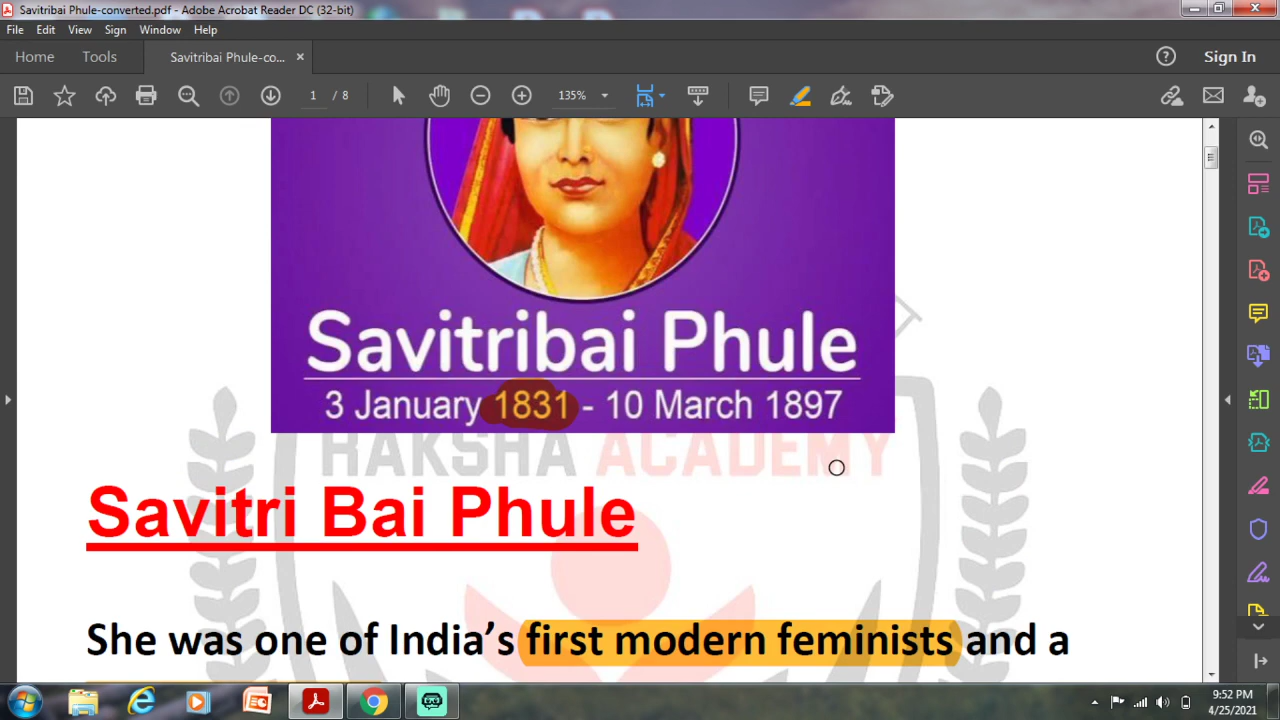 Savitribai Phule-converted.pdf - Adobe Acrobat Reader DC (32-bit)
File Edit View Sign Window Help
Home Tools Savitribai Phule-co... ×
Sign In
1 / 8
135%
Savitribai Phule
3 January 1831 - 10 March 1897
RAKSHA ACADEMY
Savitri Bai Phule
She was one of India’s first modern feminists and a
9:52 PM
4/25/2021